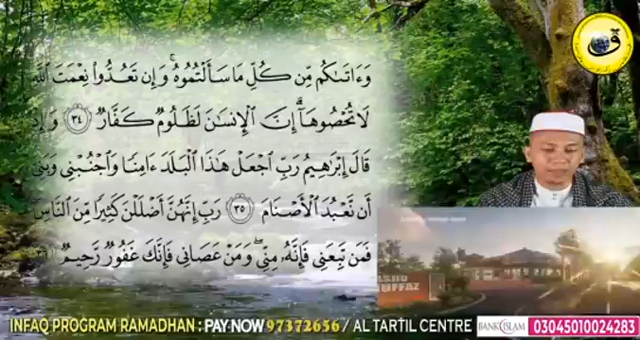 وَءَاتَىٰكُم مِّن كُلِّ مَا سَأَلْتُمُوهُ ۚ وَإِن تَعُدُّوا۟ نِعْمَتَ ٱللَّهِ
لَا تُحْصُوهَآ ۗ إِنَّ ٱلْإِنسَـٰنَ لَظَلُومٌ كَفَّارٌ ٣٤ وَإِذْ
قَالَ إِبْرَٰهِيمُ رَبِّ ٱجْعَلْ هَـٰذَا ٱلْبَلَدَ ءَامِنًا وَٱجْنُبْنِى وَبَنِىَّ
أَن نَّعْبُدَ ٱلْأَصْنَامَ ٣٥ رَبِّ إِنَّهُنَّ أَضْلَلْنَ كَثِيرًا مِّنَ ٱلنَّاسِ
فَمَن تَبِعَنِى فَإِنَّهُۥ مِنِّى ۖ وَمَنْ عَصَانِى فَإِنَّكَ غَفُورٌ رَّحِيمٌ ٣٦
UFFAZ
INFAQ PROGRAM RAMADHAN : PAY NOW 97372656 / AL TARTIL CENTRE BANK ISLAM 03045010024283